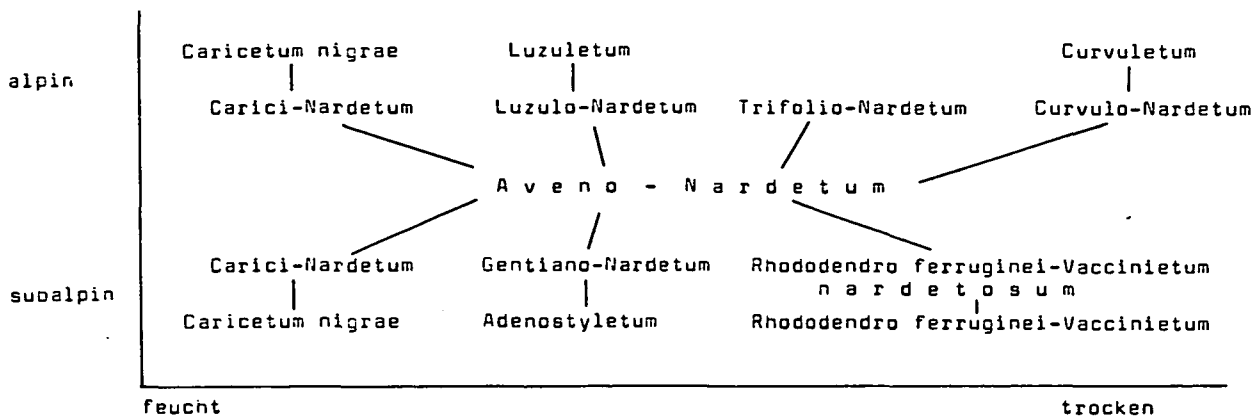 Caricetum nigrae Luzuletum Curvuletum
alpin
Carici-Nardetum Luzulo-Nardetum Trifolio-Nardetum Curvulo-Nardetum
A v e n o - N a r d e t u m
Carici-Nardetum Gentiano-Nardetum Rhododendro ferruginei-Vaccinietum
subalpin n a r d e t o s u m
Caricetum nigrae Adenostyletum Rhododendro ferruginei-Vaccinietum
feucht trocken